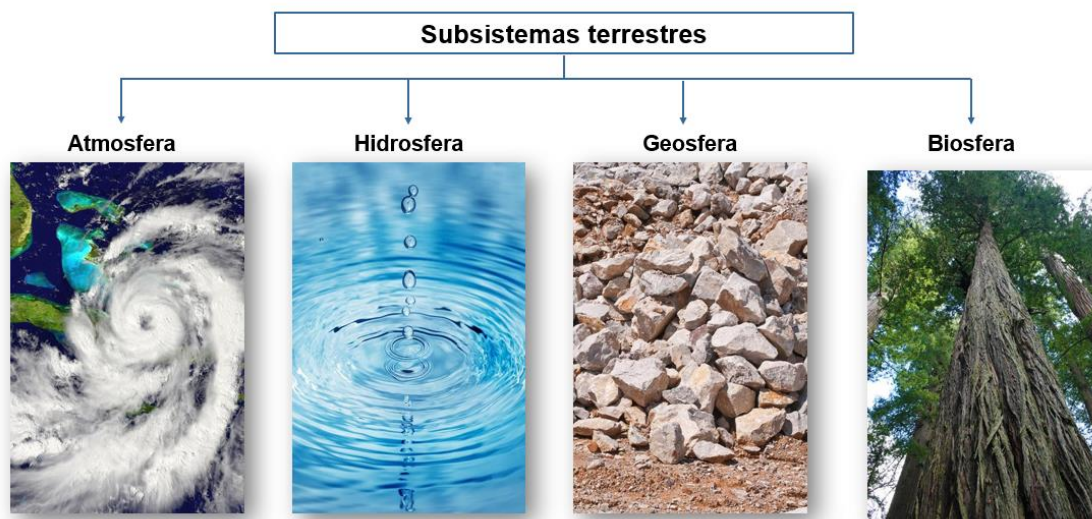 Subsistemas terrestres
Atmosfera
Hidrosfera
Geosfera
Biosfera